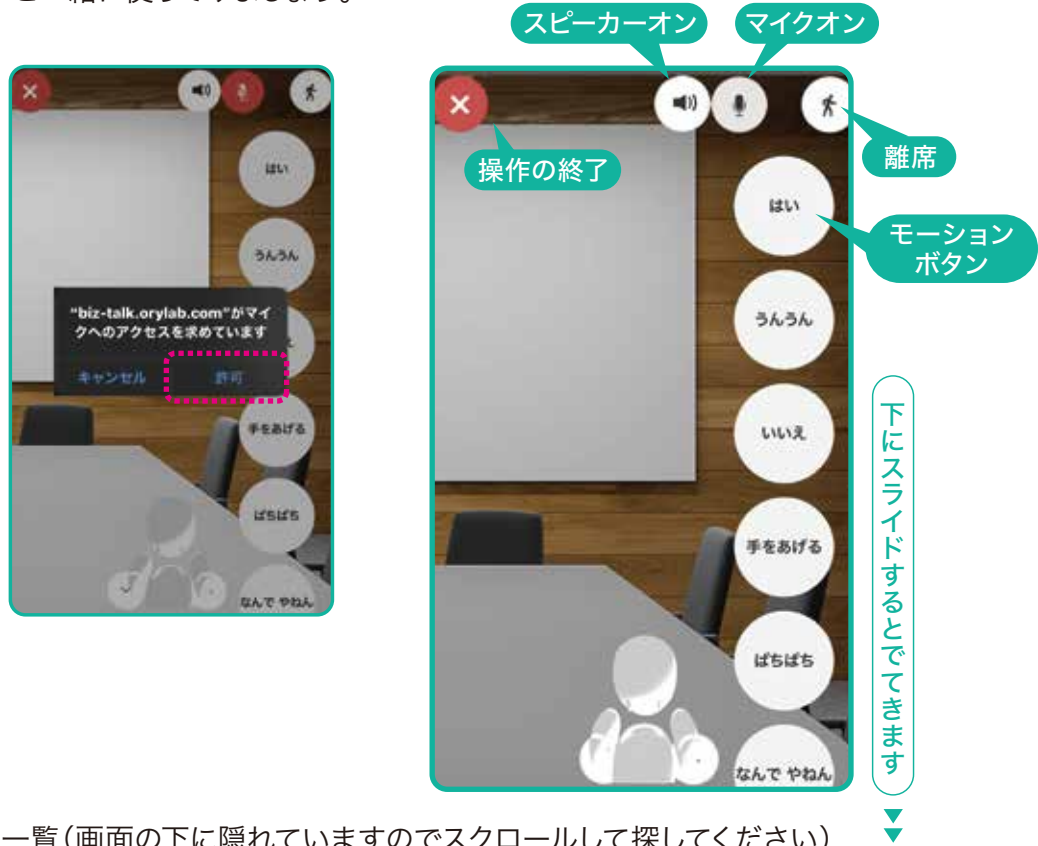 スピーカーオン
マイクオン
はい
うんうん
"biz-talk.orylab.com"がマイ
クへのアクセスを求めています
キャンセル
許可
手をあげる
ぱちぱち
なんで やねん
操作の終了
離席
はい
モーション
ボタン
うんうん
いいえ
手をあげる
ぱちぱち
なんで やねん
下にスライドするとでてきます
一覧（画面の下に隠れていますのでスクロールして探してください）